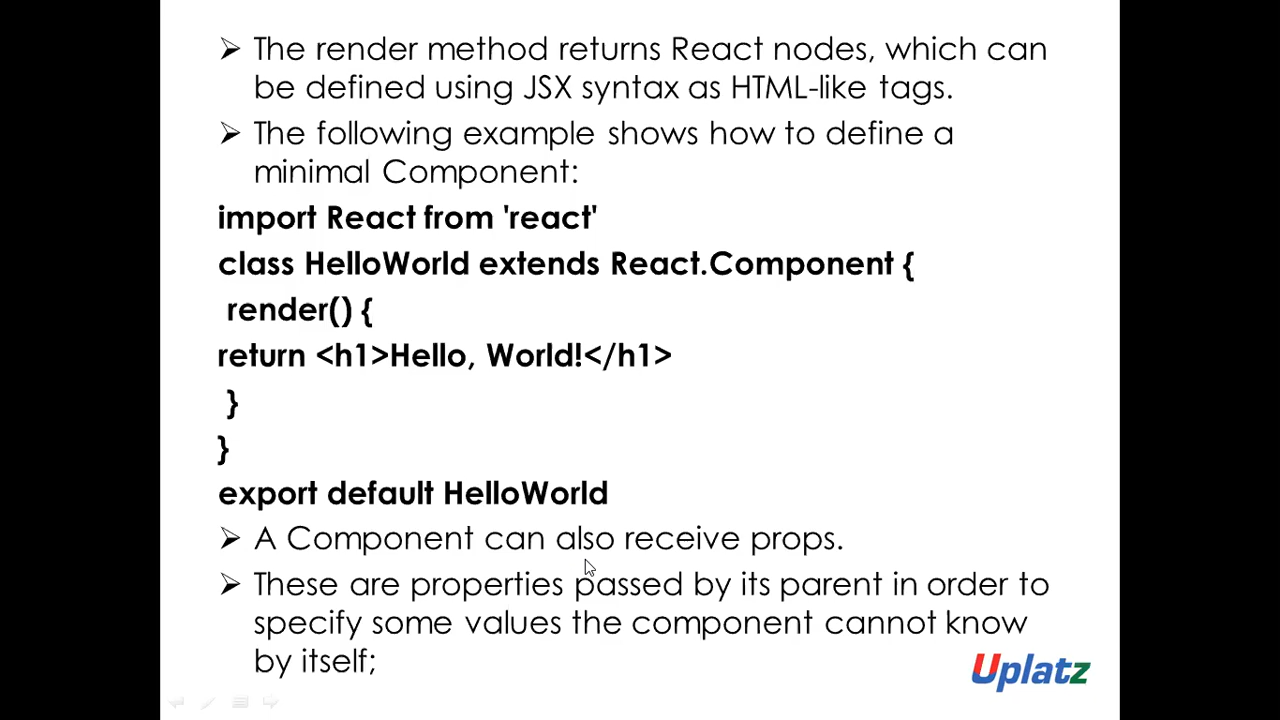 The render method returns React nodes, which can
be defined using JSX syntax as HTML-like tags.
The following example shows how to define a
minimal Component:
import React from 'react'
class HelloWorld extends React.Component {
render() {
return <h1>Hello, World!</h1>
}
}
export default HelloWorld
A Component can also receive props.
These are properties passed by its parent in order to
specify some values the component cannot know
by itself;
Uplatz